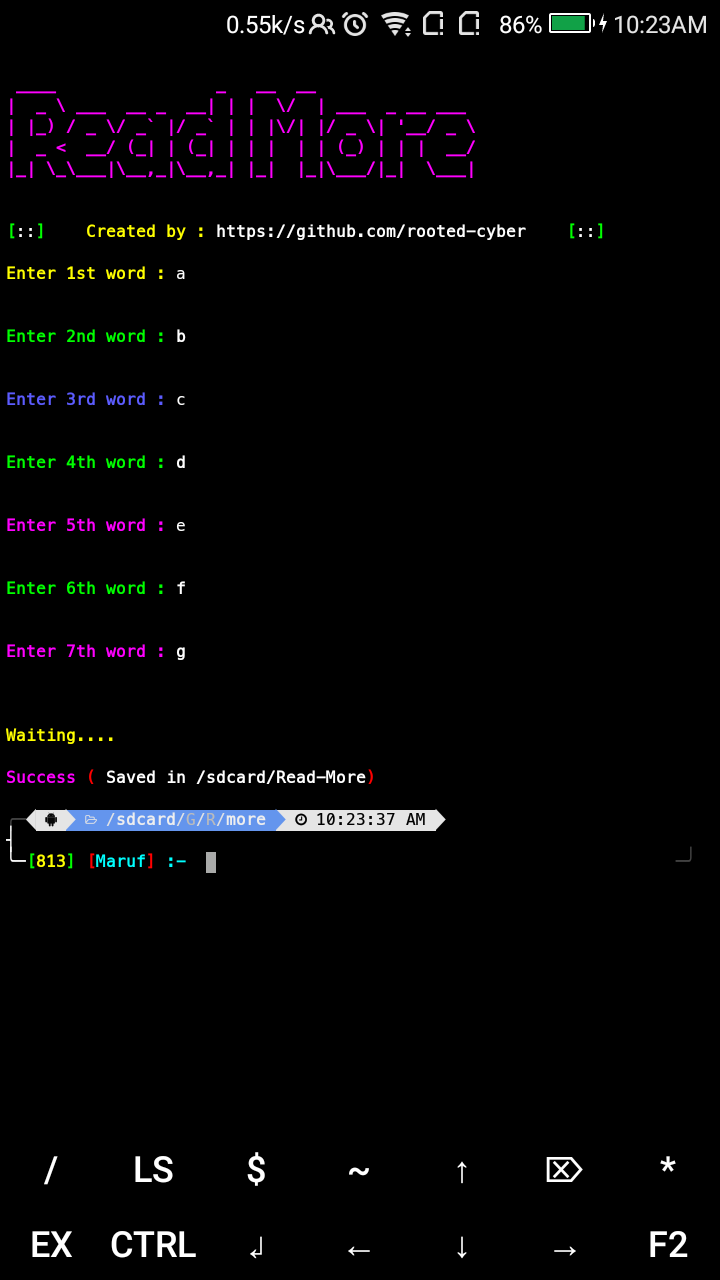 0.55k/s 86% 10:23AM
Read More
[::] Created by : https://github.com/rooted-cyber [::]
Enter 1st word : a
Enter 2nd word : b
Enter 3rd word : c
Enter 4th word : d
Enter 5th word : e
Enter 6th word : f
Enter 7th word : g
Waiting....
Success ( Saved in /sdcard/Read-More)
/sdcard/G/R/more 10:23:37 AM
[813] [Maruf] :-
/ LS $ ~ ↑ ⌦ *
EX CTRL ↲ ← ↓ → F2